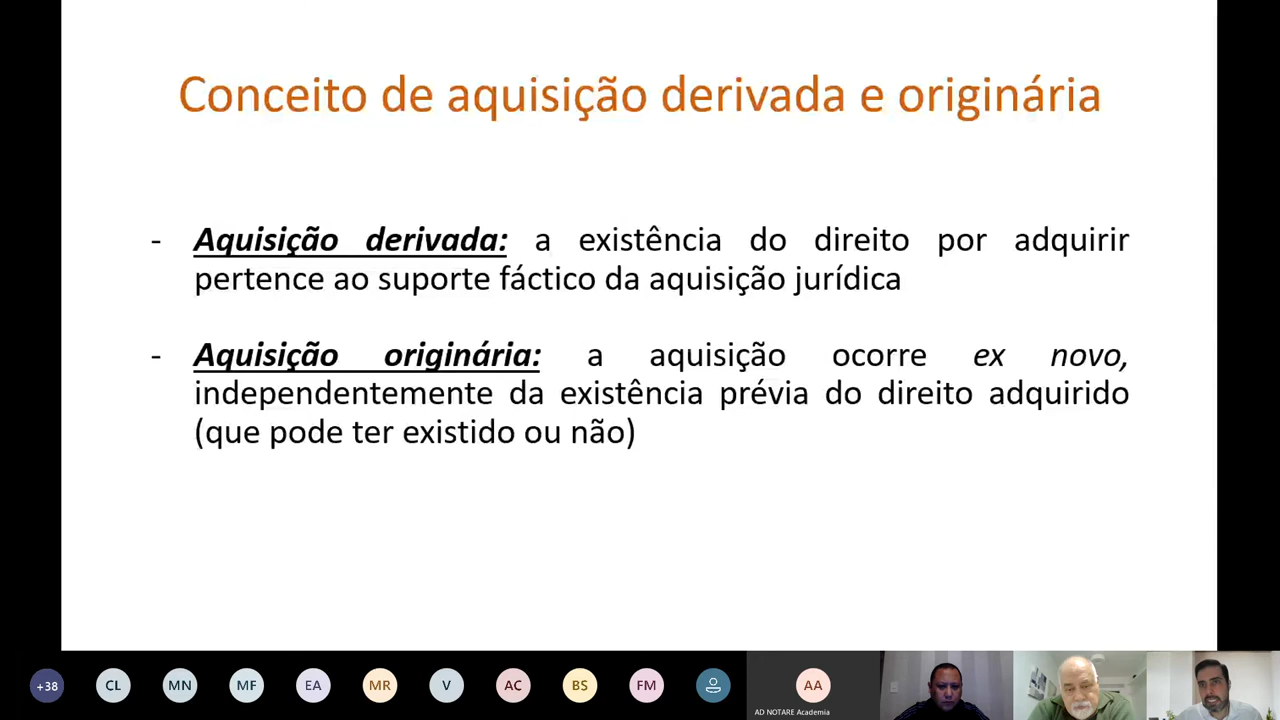 Conceito de aquisição derivada e originária
- Aquisição derivada: a existência do direito por adquirir
pertence ao suporte fáctico da aquisição jurídica
- Aquisição originária: a aquisição ocorre ex novo,
independentemente da existência prévia do direito adquirido
(que pode ter existido ou não)
+38 CL MN MF EA MR V AC BS FM AA
AD NOTARE Academia